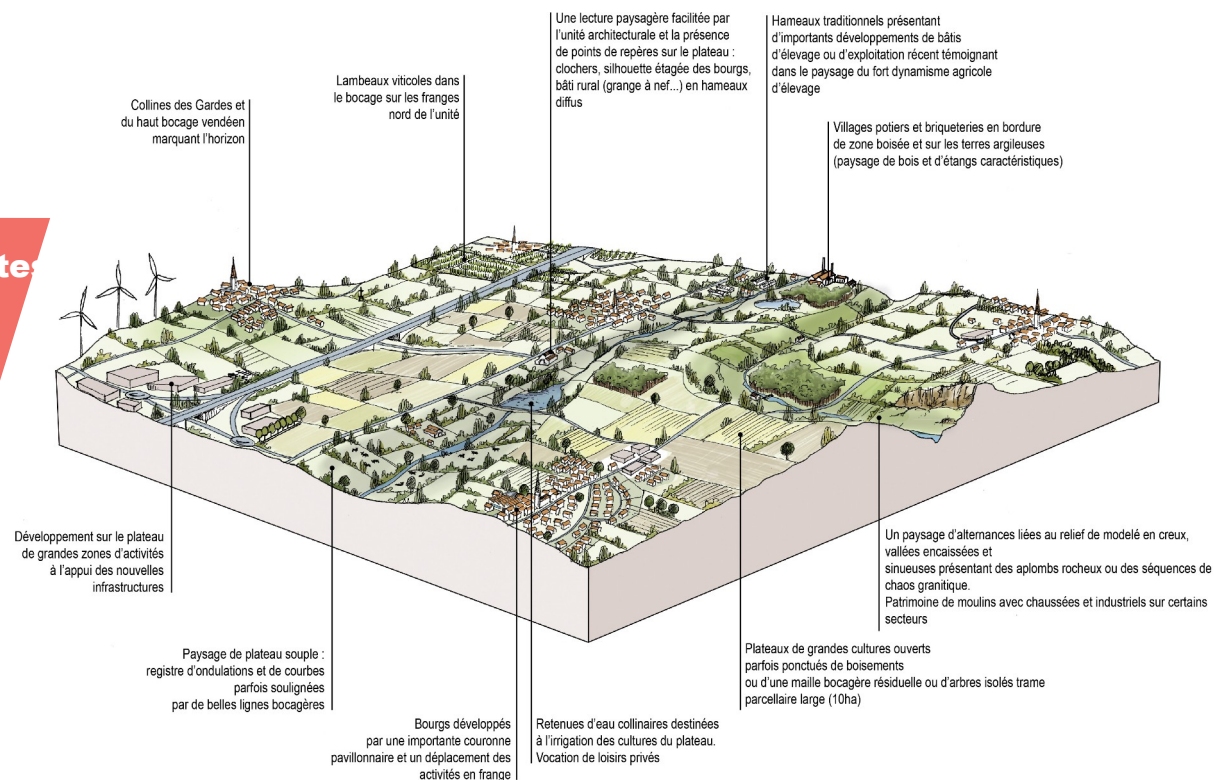 Une lecture paysagère facilitée par
l'unité architecturale et la présence
de points de repères sur le plateau :
clochers, silhouette étagée des bourgs,
bâti rural (grange à nef...) en hameaux
diffus
Hameaux traditionnels présentant
d'importants développements de bâtis
d'élevage ou d'exploitation récent témoignant
dans le paysage du fort dynamisme agricole
d'élevage
Lambeaux viticoles dans
le bocage sur les franges
nord de l'unité
Collines des Gardes et
du haut bocage vendéen
marquant l'horizon
Villages potiers et briqueteries en bordure
de zone boisée et sur les terres argileuses
(paysage de bois et d'étangs caractéristiques)
tes
Développement sur le plateau
de grandes zones d'activités
à l'appui des nouvelles
infrastructures
Un paysage d'alternances liées au relief de modelé en creux,
vallées encaissées et
sinueuses présentant des aplombs rocheux ou des séquences de
chaos granitique.
Patrimoine de moulins avec chaussées et industriels sur certains
secteurs
Paysage de plateau souple :
registre d'ondulations et de courbes
parfois soulignées
par de belles lignes bocagères
Plateaux de grandes cultures ouverts
parfois ponctués de boisements
ou d'une maille bocagère résiduelle ou d'arbres isolés trame
parcellaire large (10ha)
Bourgs développés
par une importante couronne
pavillonnaire et un déplacement des
activités en frange
Retenues d'eau collinaires destinées
à l'irrigation des cultures du plateau.
Vocation de loisirs privés